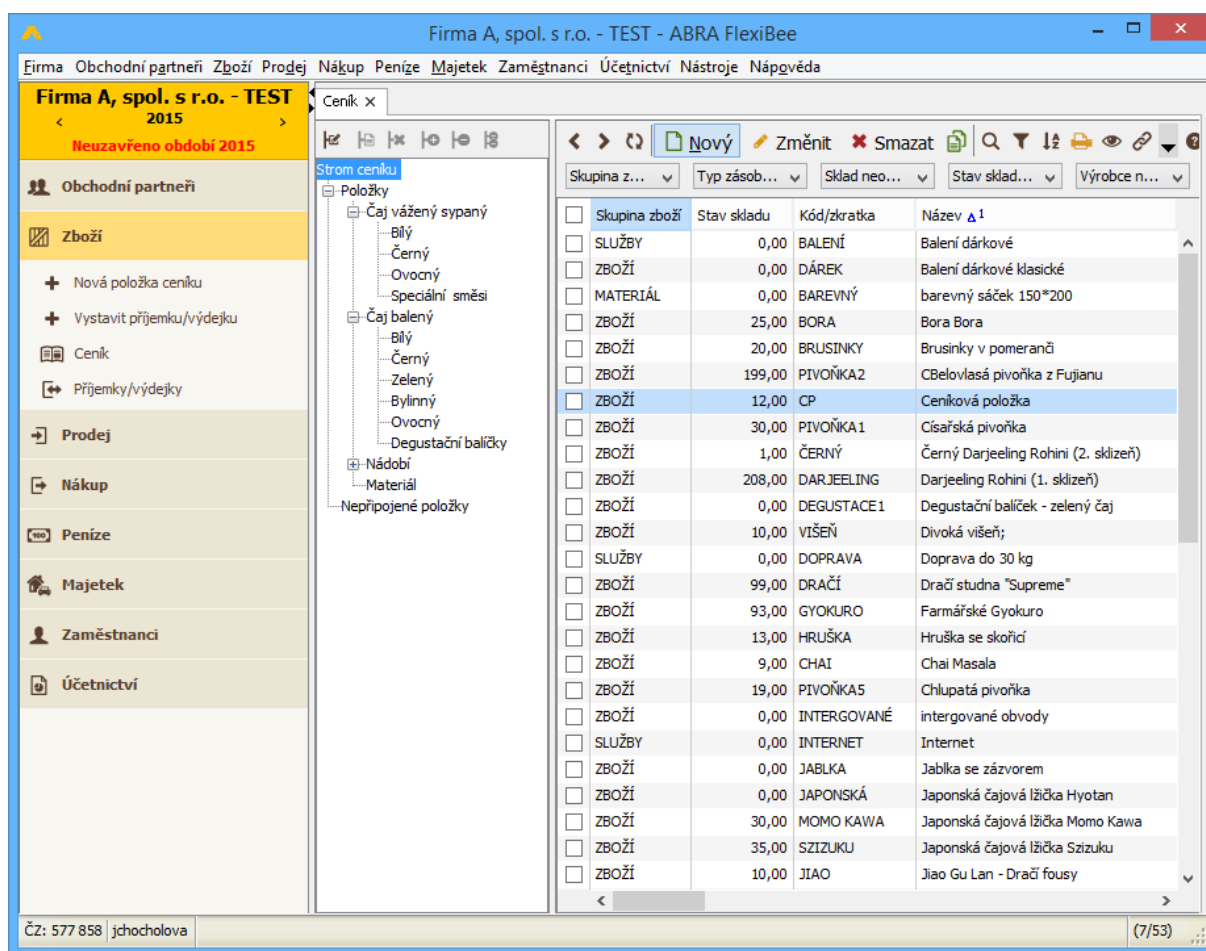 Firma A, spol. s r.o. - TEST - ABRA FlexiBee
Firma Obchodní partneři Zboží Prodej Nákup Peníze Majetek Zaměstnanci Účetnictví Nástroje Nápověda
Firma A, spol. s r.o. - TEST
2015
Neuzavřeno období 2015
Obchodní partneři
Zboží
Nová položka ceníku
Vystavit příjemku/výdejku
Ceník
Příjemky/výdejky
Prodej
Nákup
Peníze
Majetek
Zaměstnanci
Účetnictví
Ceník
Strom ceníku
Položky
Čaj vážený sypaný
Bílý
Černý
Ovocný
Speciální směsi
Čaj balený
Bílý
Černý
Zelený
Bylinný
Ovocný
Degustační balíčky
Nádobí
Materiál
Nepřipojené položky
Nový Změnit Smazat
Skupina z... Typ zásob... Sklad neo... Stav sklad... Výrobce n...
Skupina zboží Stav skladu Kód/zkratka Název 1
SLUŽBY 0,00 BALENÍ Balení dárkové
ZBOŽÍ 0,00 DÁREK Balení dárkové klasické
MATERIÁL 0,00 BAREVNÝ barevný sáček 150*200
ZBOŽÍ 25,00 BORA Bora Bora
ZBOŽÍ 20,00 BRUSINKY Brusinky v pomeranči
ZBOŽÍ 199,00 PIVOŇKA2 CBelovlasá pivoňka z Fujianu
ZBOŽÍ 12,00 CP Ceníková položka
ZBOŽÍ 30,00 PIVOŇKA1 Císařská pivoňka
ZBOŽÍ 1,00 ČERNÝ Černý Darjeeling Rohini (2. sklizeň)
ZBOŽÍ 208,00 DARJEELING Darjeeling Rohini (1. sklizeň)
ZBOŽÍ 0,00 DEGUSTACE1 Degustační balíček - zelený čaj
ZBOŽÍ 10,00 VIŠEŇ Divoká višeň;
SLUŽBY 0,00 DOPRAVA Doprava do 30 kg
ZBOŽÍ 99,00 DRAČÍ Dračí studna "Supreme"
ZBOŽÍ 93,00 GYOKURO Farmářské Gyokuro
ZBOŽÍ 13,00 HRUŠKA Hruška se skořicí
ZBOŽÍ 9,00 CHAI Chai Masala
ZBOŽÍ 19,00 PIVOŇKA5 Chlupatá pivoňka
ZBOŽÍ 0,00 INTERGOVANÉ intergované obvody
SLUŽBY 0,00 INTERNET Internet
ZBOŽÍ 0,00 JABLKA Jablka se zázvorem
ZBOŽÍ 0,00 JAPONSKÁ Japonská čajová lžička Hyotan
ZBOŽÍ 30,00 MOMO KAWA Japonská čajová lžička Momo Kawa
ZBOŽÍ 35,00 SZIZUKU Japonská čajová lžička Szizuku
ZBOŽÍ 10,00 JIAO Jiao Gu Lan - Dračí fousy
ČZ: 577 858 jchocholova (7/53)